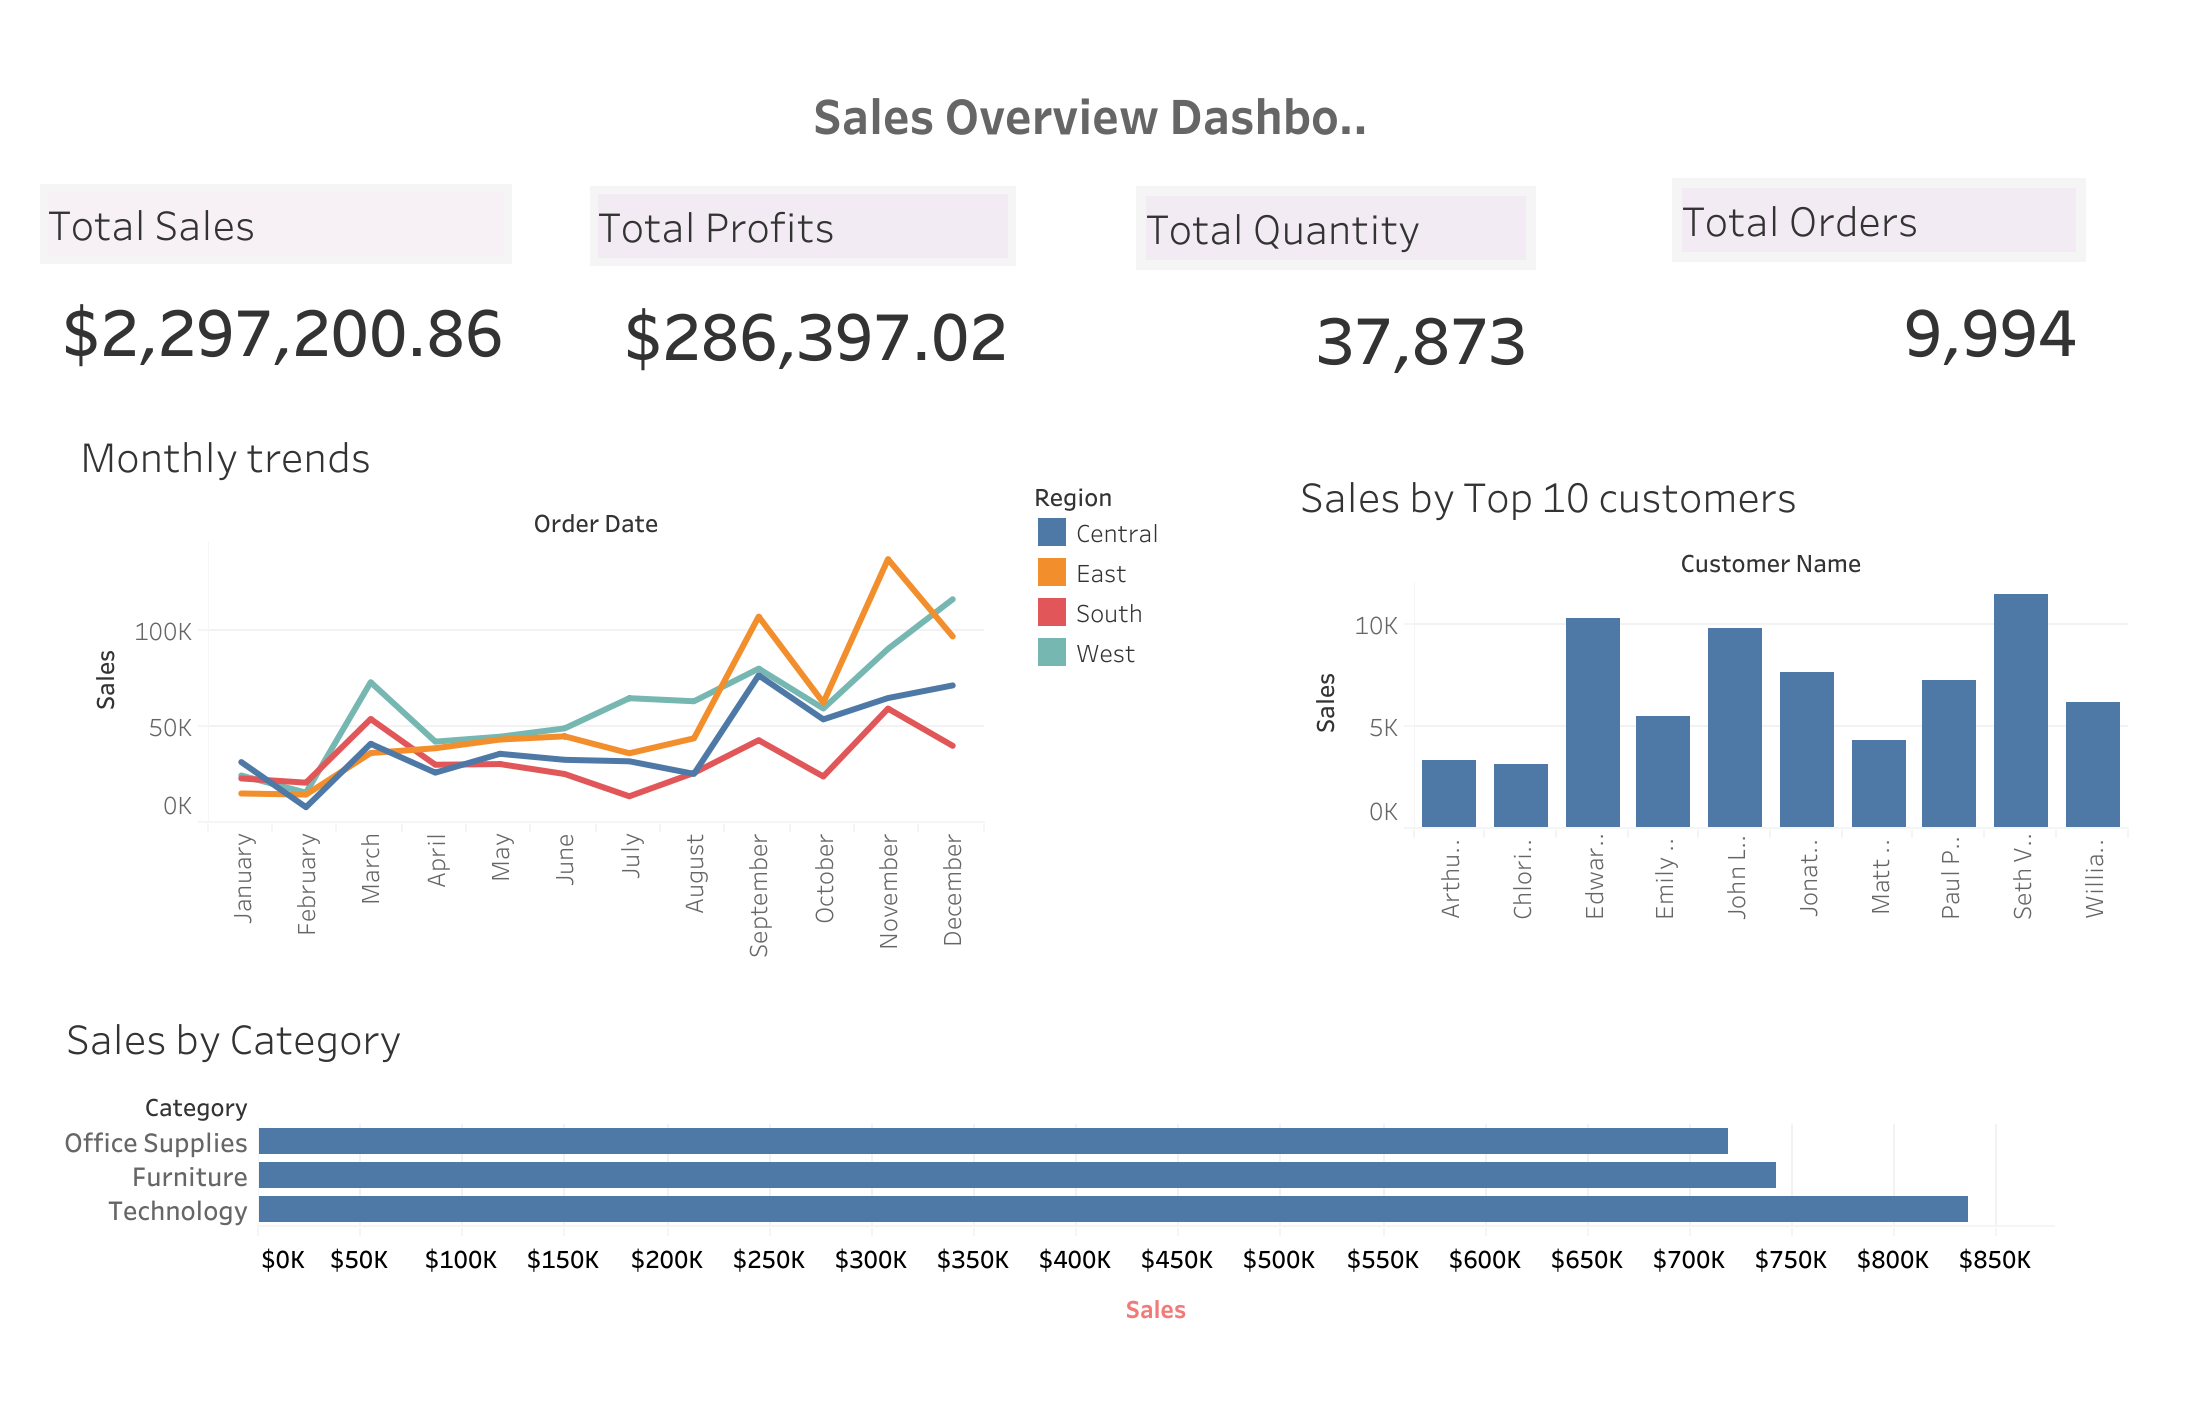 Sales Overview Dashbo..
Total Sales
$2,297,200.86
Total Profits
$286,397.02
Total Quantity
37,873
Total Orders
9,994
Monthly trends
Order Date
Sales
100K
50K
0K
January
February
March
April
May
June
July
August
September
October
November
December
Region
Central
East
South
West
Sales by Top 10 customers
Customer Name
Sales
10K
5K
0K
Arthu..
Chlori..
Edwar..
Emily ..
John L..
Jonat..
Matt ..
Paul P..
Seth V..
Willia..
Sales by Category
Category
Office Supplies
Furniture
Technology
$0K $50K $100K $150K $200K $250K $300K $350K $400K $450K $500K $550K $600K $650K $700K $750K $800K $850K
Sales